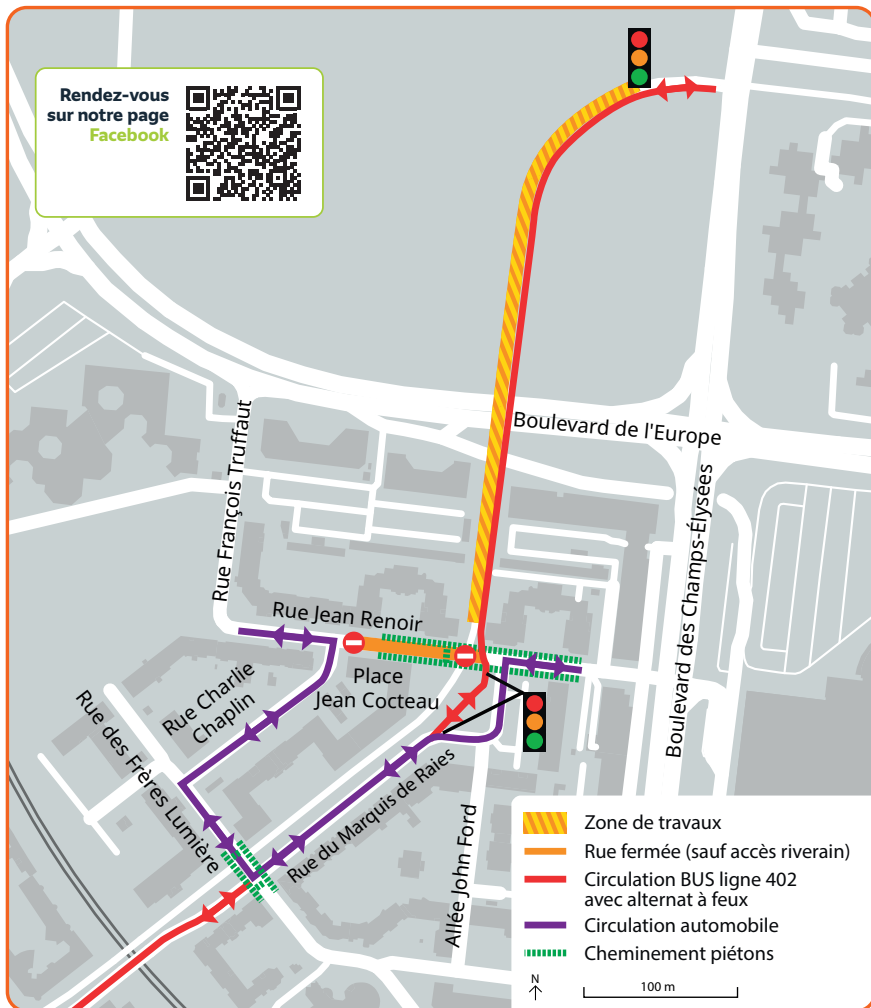 Rendez-vous
sur notre page
Facebook
Boulevard de l'Europe
Rue François Truffaut
Boulevard des Champs-Élysées
Rue Jean Renoir
Place
Jean Cocteau
Rue Charlie
Chaplin
Rue des Frères Lumière
Rue du Marquis de Raies
Allée John Ford
Zone de travaux
Rue fermée (sauf accès riverain)
Circulation BUS ligne 402
avec alternat à feux
Circulation automobile
Cheminement piétons
N
100 m